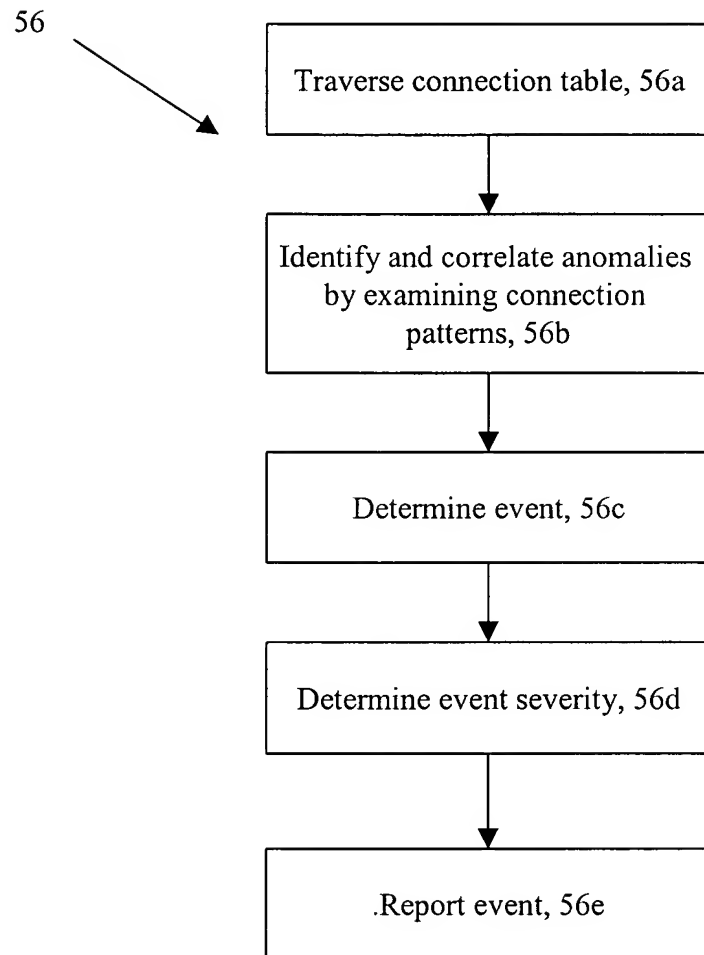 56
Traverse connection table, 56a
Identify and correlate anomalies
by examining connection
patterns, 56b
Determine event, 56c
Determine event severity, 56d
.Report event, 56e